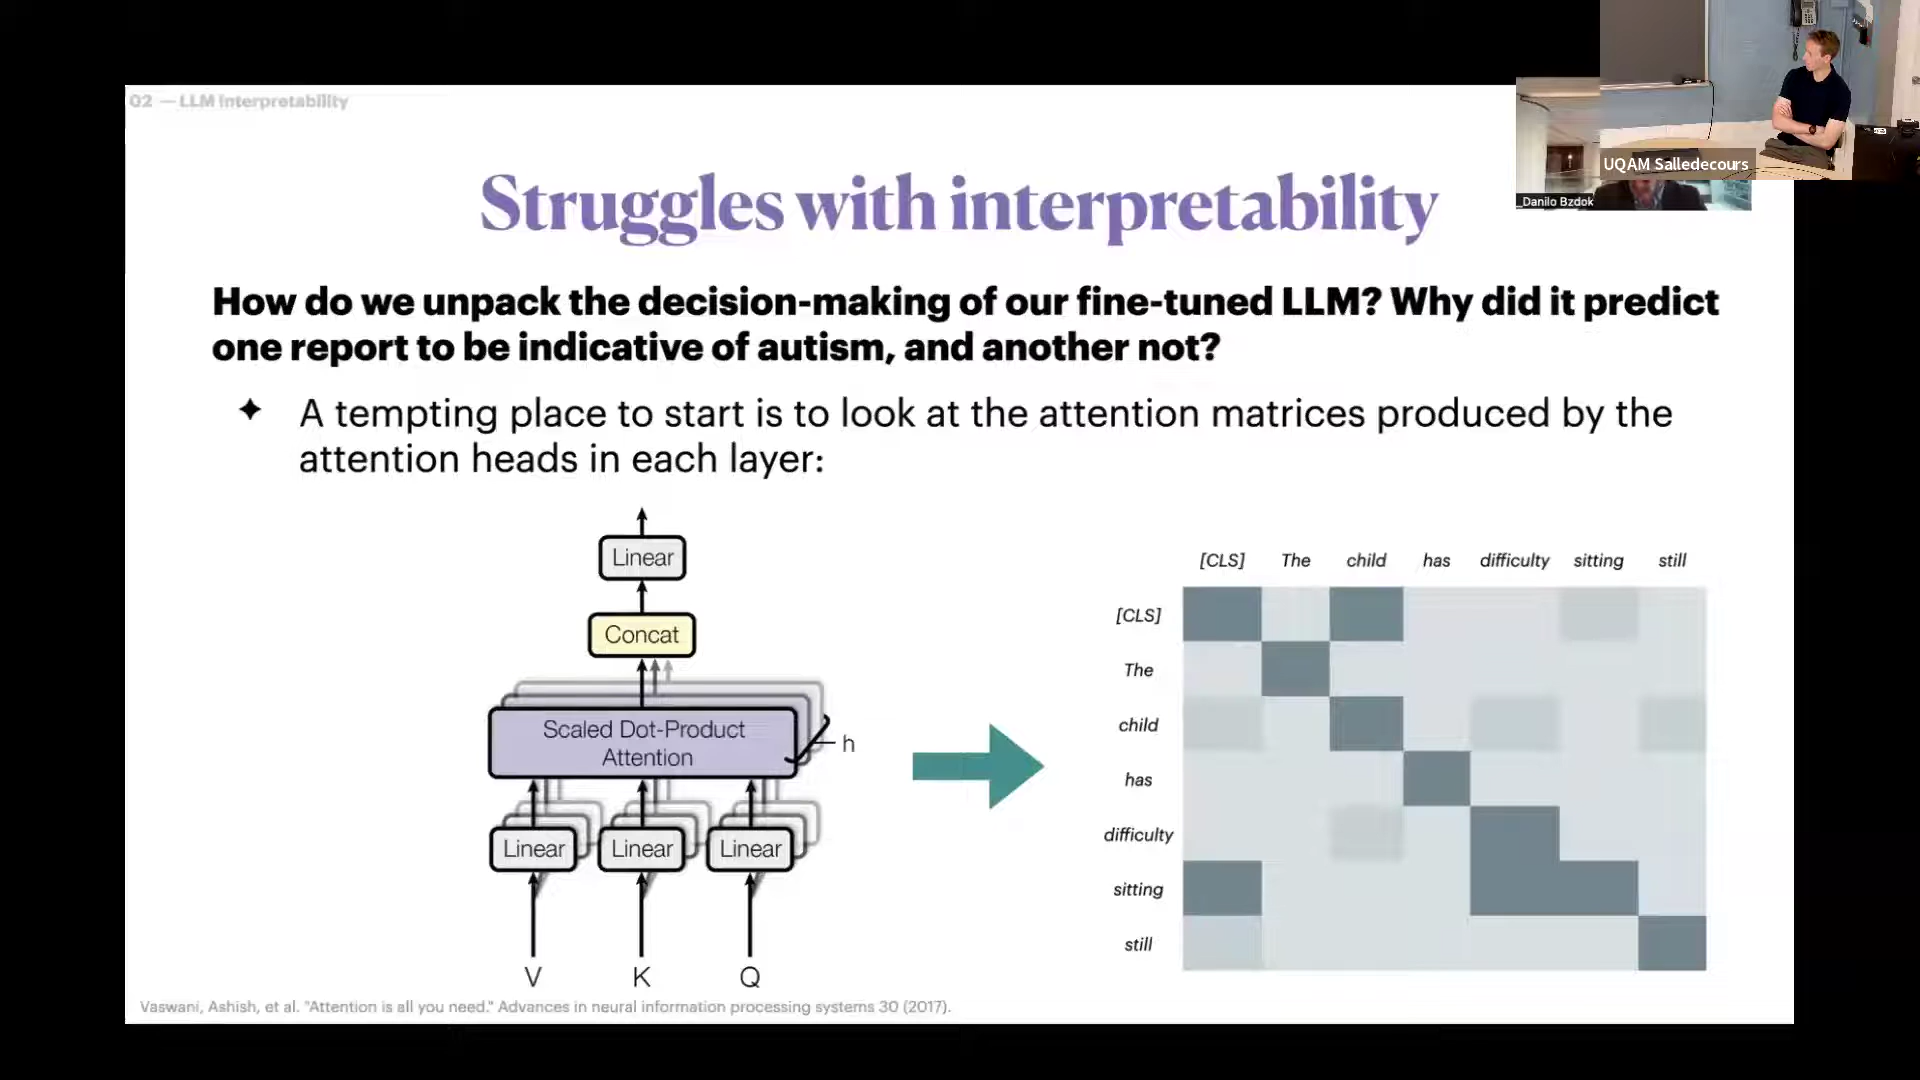 02 — LLM Interpretability
UQAM Salledecours
_Danilo Bzdok
Struggles with interpretability
How do we unpack the decision-making of our fine-tuned LLM? Why did it predict
one report to be indicative of autism, and another not?
✦ A tempting place to start is to look at the attention matrices produced by the
attention heads in each layer:
Linear
Concat
Scaled Dot-Product
Attention
h
Linear Linear Linear
V K Q
[CLS] The child has difficulty sitting still
[CLS]
The
child
has
difficulty
sitting
still
Vaswani, Ashish, et al. "Attention is all you need." Advances in neural information processing systems 30 (2017).